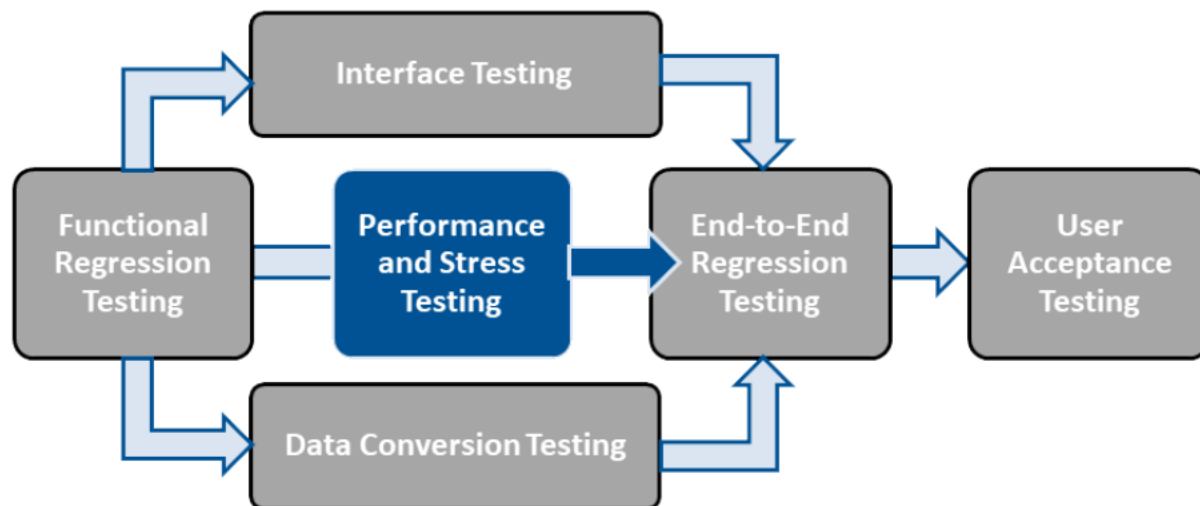 Interface Testing
Functional
Regression
Testing
Performance
and Stress
Testing
End-to-End
Regression
Testing
User
Acceptance
Testing
Data Conversion Testing